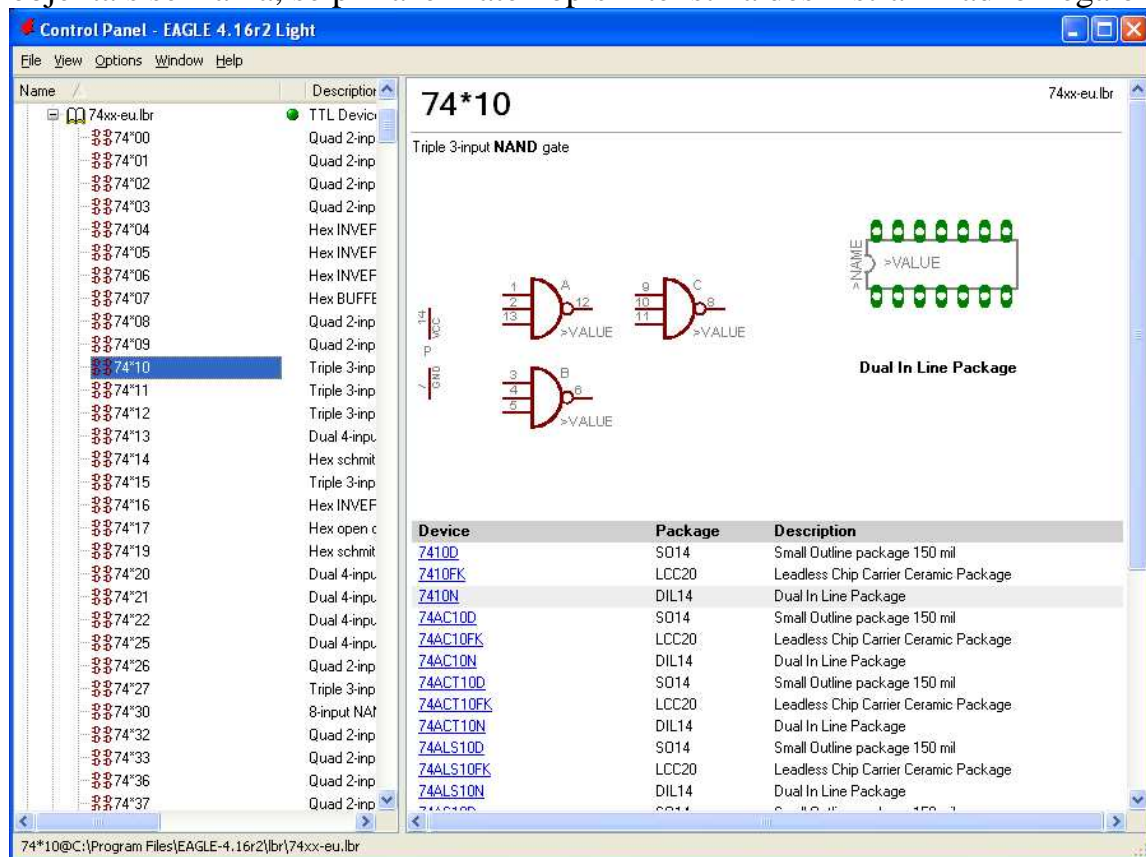 Control Panel - EAGLE 4.16r2 Light
File View Options Window Help
Name / Description
74xx-eu.lbr TTL Devic
74*00 Quad 2-inp
74*01 Quad 2-inp
74*02 Quad 2-inp
74*03 Quad 2-inp
74*04 Hex INVEF
74*05 Hex INVEF
74*06 Hex INVEF
74*07 Hex BUFFE
74*08 Quad 2-inp
74*09 Quad 2-inp
74*10 Triple 3-inp
74*11 Triple 3-inp
74*12 Triple 3-inp
74*13 Dual 4-inpu
74*14 Hex schmit
74*15 Triple 3-inp
74*16 Hex INVEF
74*17 Hex open c
74*19 Hex schmit
74*20 Dual 4-inpu
74*21 Dual 4-inpu
74*22 Dual 4-inpu
74*25 Dual 4-inpu
74*26 Quad 2-inp
74*27 Triple 3-inp
74*30 8-input NAN
74*32 Quad 2-inp
74*33 Quad 2-inp
74*36 Quad 2-inp
74*37 Quad 2-inp
74*10 74xx-eu.lbr
Triple 3-input NAND gate
14 VCC
P
7 GND
1 2 13 A 12 >VALUE
9 10 11 C 8 >VALUE
3 4 5 B 6 >VALUE
>NAME >VALUE
Dual In Line Package
Device Package Description
7410D SO14 Small Outline package 150 mil
7410FK LCC20 Leadless Chip Carrier Ceramic Package
7410N DIL14 Dual In Line Package
74AC10D SO14 Small Outline package 150 mil
74AC10FK LCC20 Leadless Chip Carrier Ceramic Package
74AC10N DIL14 Dual In Line Package
74ACT10D SO14 Small Outline package 150 mil
74ACT10FK LCC20 Leadless Chip Carrier Ceramic Package
74ACT10N DIL14 Dual In Line Package
74ALS10D SO14 Small Outline package 150 mil
74ALS10FK LCC20 Leadless Chip Carrier Ceramic Package
74ALS10N DIL14 Dual In Line Package
74*10@C:\Program Files\EAGLE-4.16r2\lbr\74xx-eu.lbr